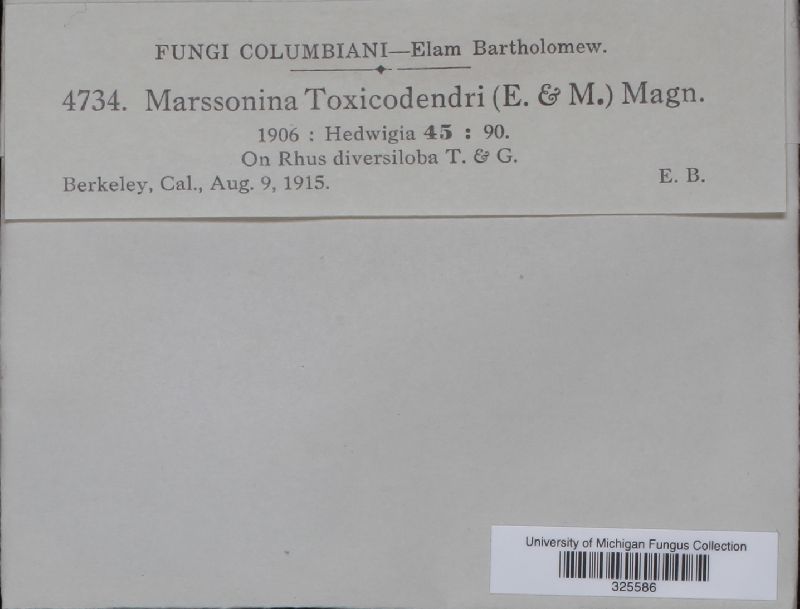 FUNGI COLUMBIANI—Elam Bartholomew.
4734. Marssonina Toxicodendri (E. & M.) Magn.
1906 : Hedwigia 45 : 90.
On Rhus diversiloba T. & G.
Berkeley, Cal., Aug. 9, 1915. E. B.
University of Michigan Fungus Collection
325586